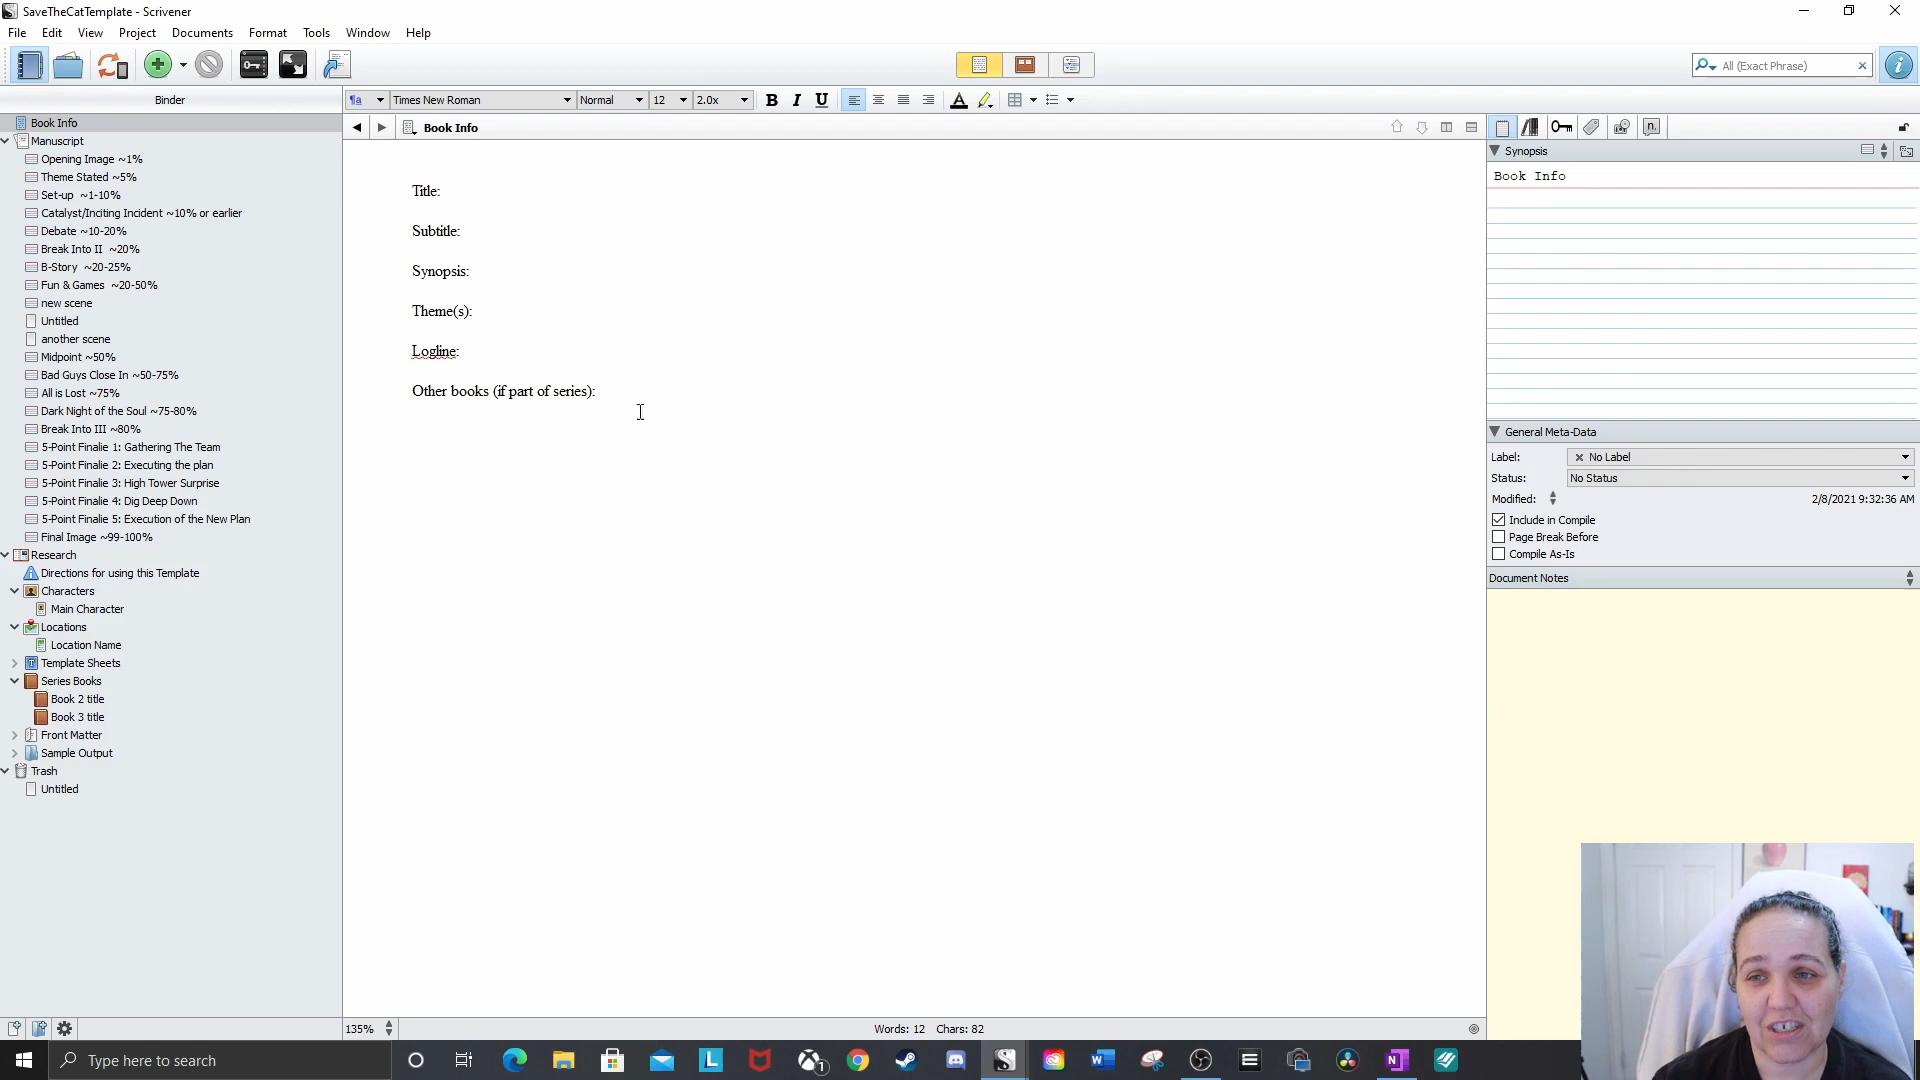 SaveTheCatTemplate - Scrivener
File Edit View Project Documents Format Tools Window Help
All (Exact Phrase)
Binder
Times New Roman Normal 12 2.0x B I U A
Book Info
Manuscript
Opening Image ~1%
Theme Stated ~5%
Set-up ~1-10%
Catalyst/Inciting Incident ~10% or earlier
Debate ~10-20%
Break Into II ~20%
B-Story ~20-25%
Fun & Games ~20-50%
new scene
Untitled
another scene
Midpoint ~50%
Bad Guys Close In ~50-75%
All is Lost ~75%
Dark Night of the Soul ~75-80%
Break Into III ~80%
5-Point Finalie 1: Gathering The Team
5-Point Finalie 2: Executing the plan
5-Point Finalie 3: High Tower Surprise
5-Point Finalie 4: Dig Deep Down
5-Point Finalie 5: Execution of the New Plan
Final Image ~99-100%
Research
Directions for using this Template
Characters
Main Character
Locations
Location Name
Template Sheets
Series Books
Book 2 title
Book 3 title
Front Matter
Sample Output
Trash
Untitled
Book Info
Title:
Subtitle:
Synopsis:
Theme(s):
Logline:
Other books (if part of series):
135%
Words: 12 Chars: 82
Synopsis
Book Info
General Meta-Data
Label: No Label
Status: No Status
Modified: 2/8/2021 9:32:36 AM
Include in Compile
Page Break Before
Compile As-Is
Document Notes
Type here to search